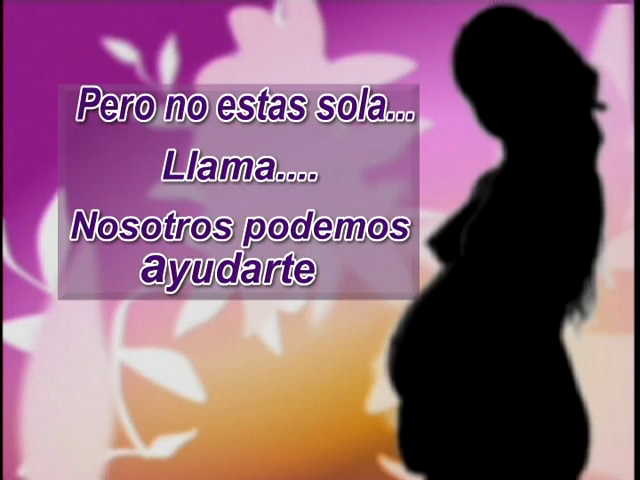 Pero no estas sola...
Llama....
Nosotros podemos
ayudarte